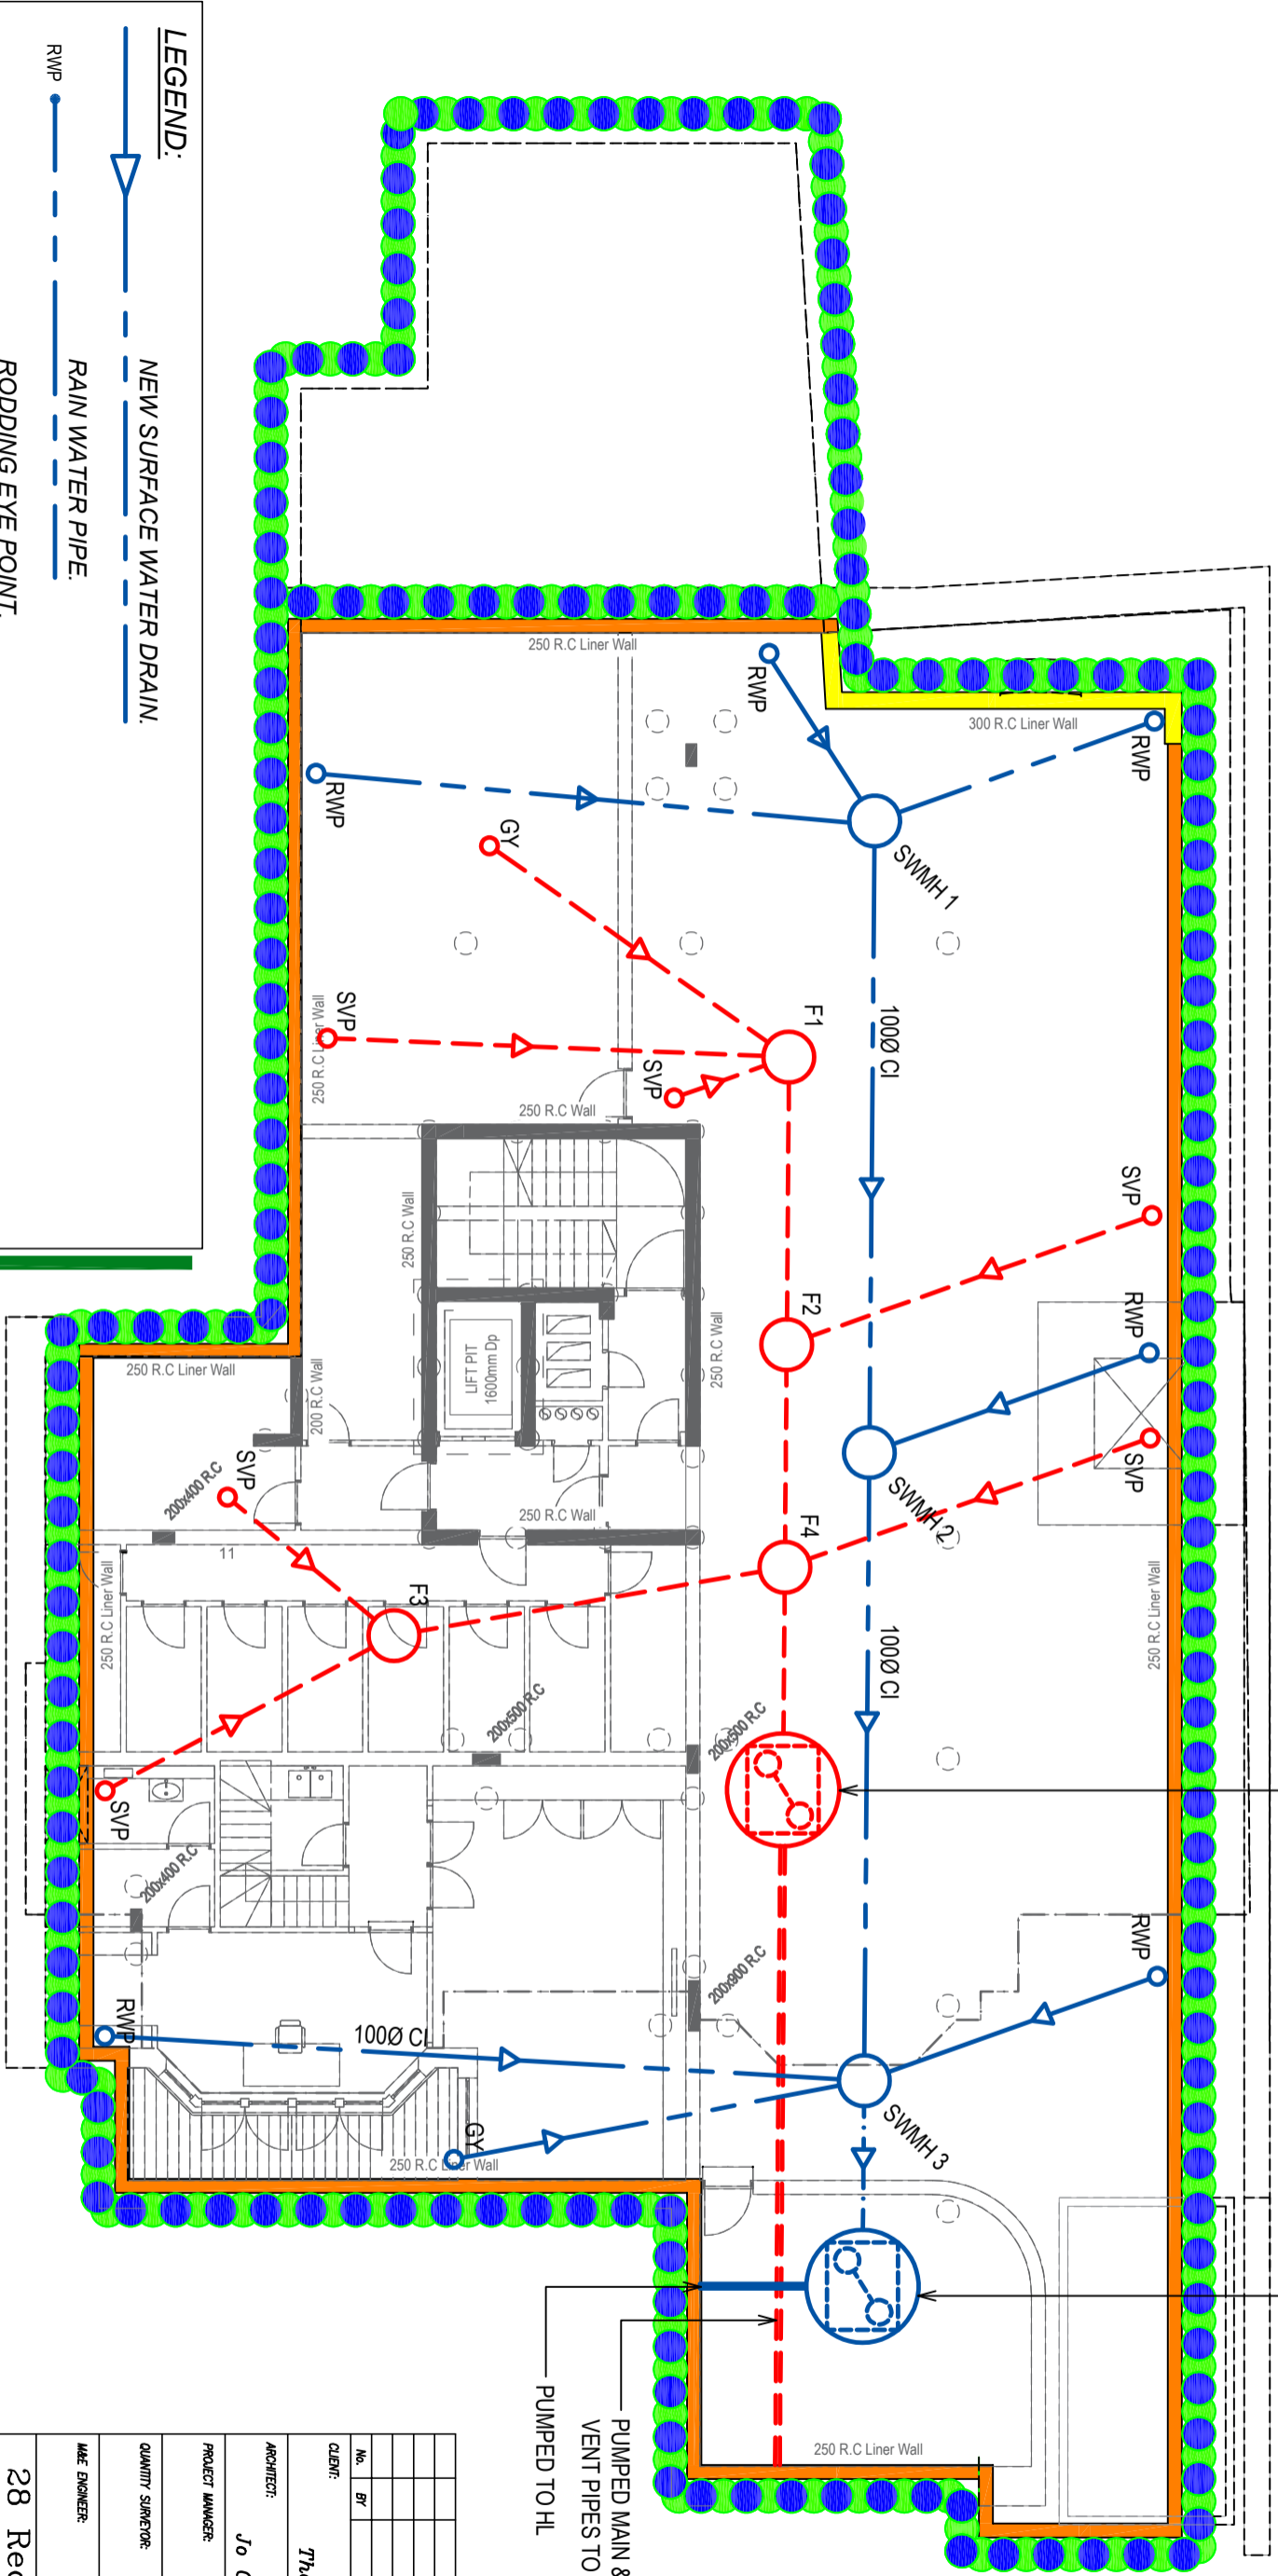 LEGEND:
NEW SURFACE WATER DRAIN.
RWP
RAIN WATER PIPE.
RODDING EYE POINT.
250 R.C Liner Wall
RWP
300 R.C Liner Wall
RWP
RWP
GY
SWMH 1
SVP
250 R.C Liner Wall
F1
100Ø CI
SVP
250 R.C Wall
250 R.C Wall
SVP
F2
RWP
LIFT PIT
1600mm Dp
250 R.C Wall
250 R.C Liner Wall
200 R.C Wall
SVP
SWMH 2
SVP
200x400 R.C
250 R.C Wall
F4
11
F3
250 R.C Liner Wall
250 R.C Liner Wall
100Ø CI
200x500 R.C
200x500 R.C
SVP
200x400 R.C
RWP
200x900 R.C
RWP
100Ø CI
SWMH 3
GY
250 R.C Liner Wall
PUMPED TO HL
PUMPED MAIN &
VENT PIPES TO
250 R.C Liner Wall
No.
BY
CLIENT:
ARCHITECT:
PROJECT MANAGER:
QUANTITY SURVEYOR:
M&E ENGINEER:
28